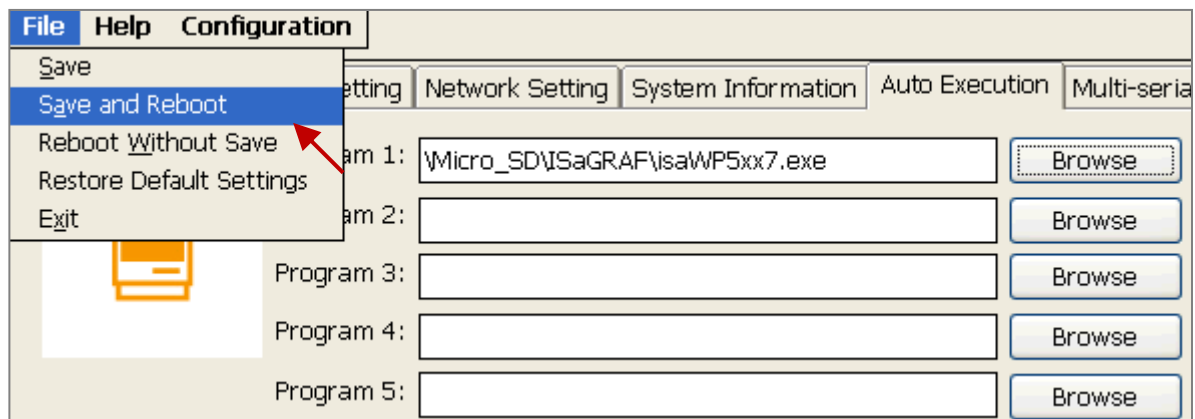 File Help Configuration
Save
Save and Reboot
Reboot Without Save
Restore Default Settings
Exit
etting Network Setting System Information Auto Execution Multi-seria
am 1: \Micro_SD\ISaGRAF\isaWP5xx7.exe Browse
am 2: Browse
Program 3: Browse
Program 4: Browse
Program 5: Browse